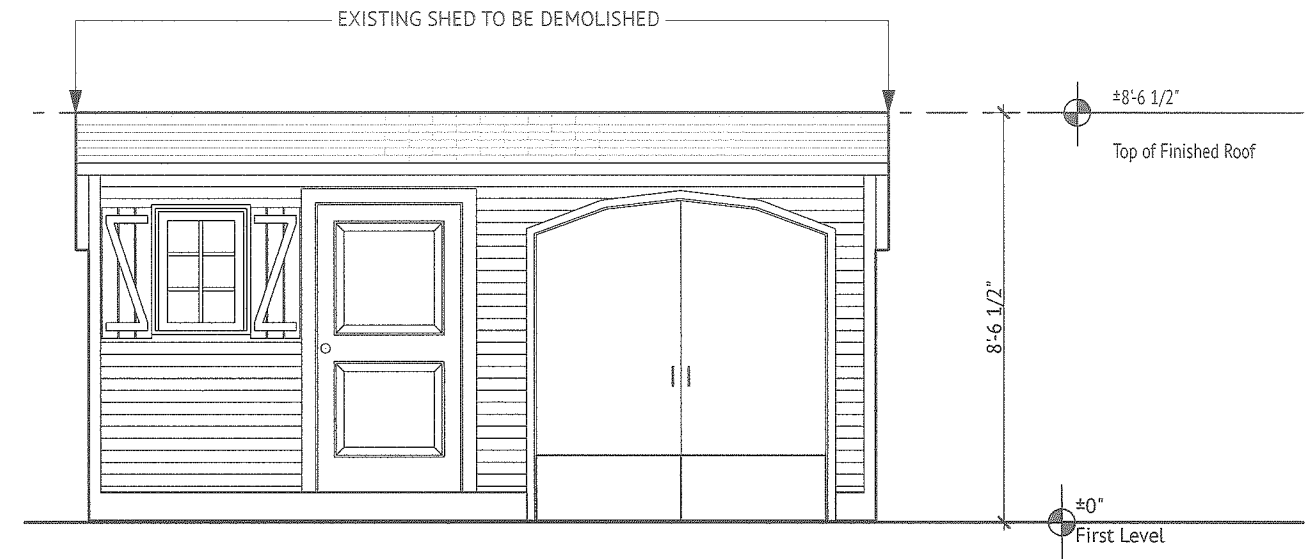 EXISTING SHED TO BE DEMOLISHED
±8'-6 1/2"
Top of Finished Roof
8'-6 1/2"
±0"
First Level